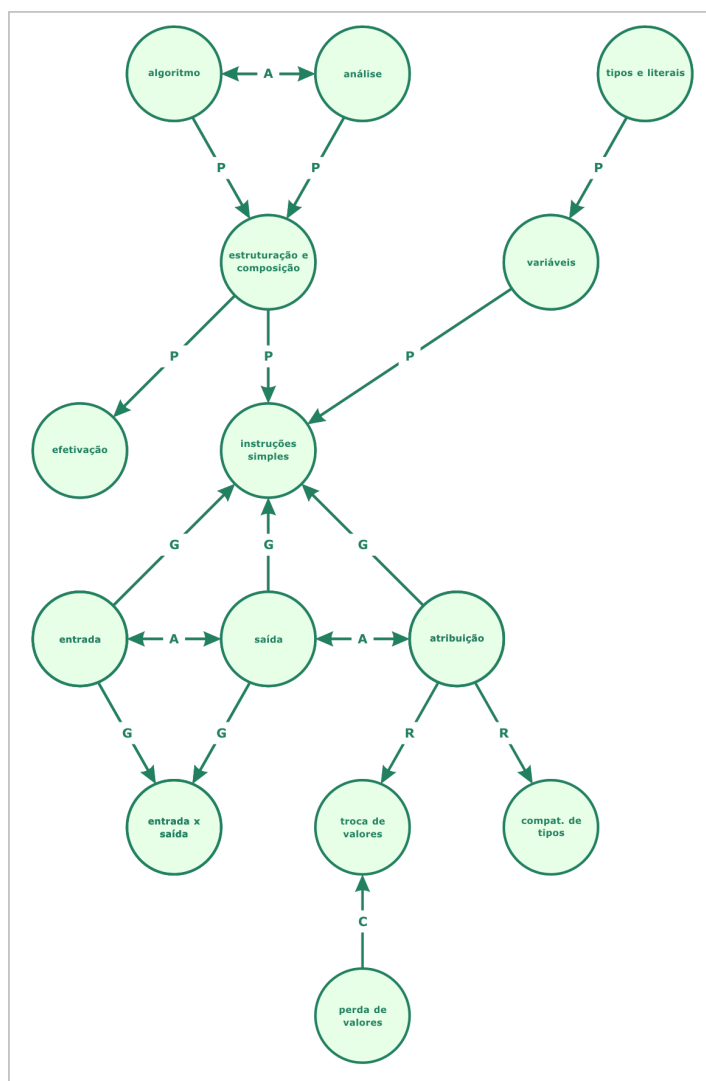 algoritmo
A
análise
tipos e literais
P
P
P
estruturação e
composição
variáveis
P
P
P
efetivação
instruções
simples
G
G
G
entrada
A
saída
A
atribuição
G
G
R
R
entrada x
saída
troca de
valores
compat. de
tipos
C
perda de
valores